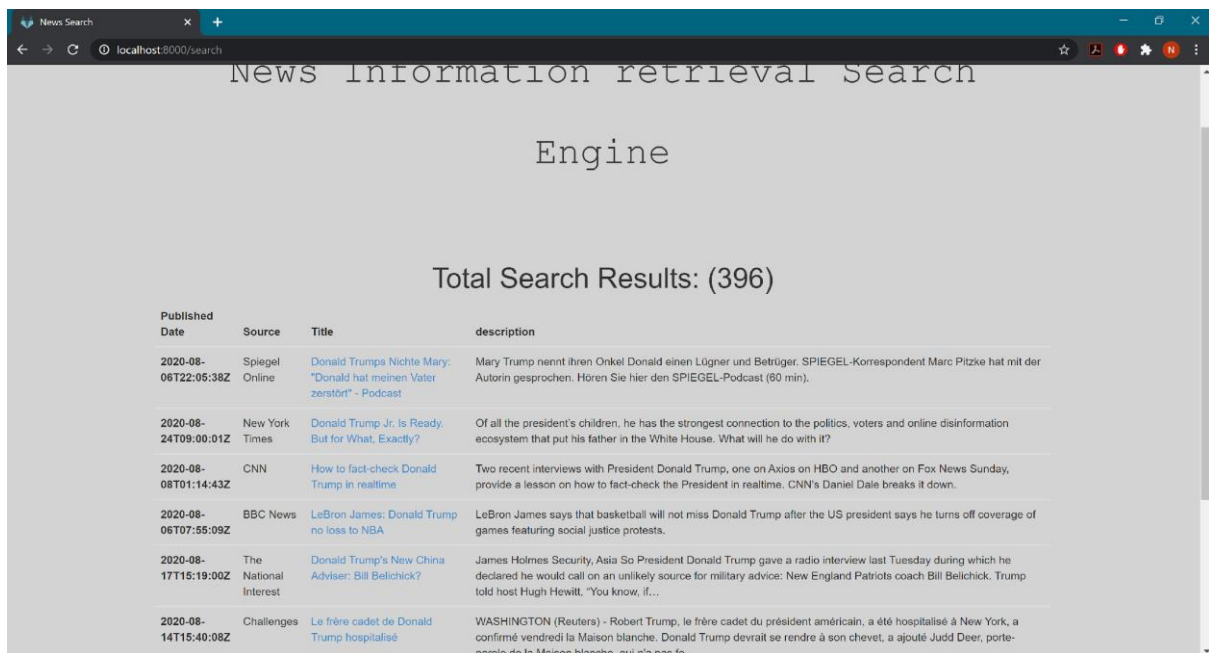 News Search
localhost:8000/search
N
News Information retrieval Search
Engine
Total Search Results: (396)
Published
Date Source Title description
2020-08- Spiegel Donald Trumps Nichte Mary: Mary Trump nennt ihren Onkel Donald einen Lügner und Betrüger. SPIEGEL-Korrespondent Marc Pitzke hat mit der
06T22:05:38Z Online "Donald hat meinen Vater Autorin gesprochen. Hören Sie hier den SPIEGEL-Podcast (60 min).
zerstört" - Podcast
2020-08- New York Donald Trump Jr. Is Ready. Of all the president's children, he has the strongest connection to the politics, voters and online disinformation
24T09:00:01Z Times But for What, Exactly? ecosystem that put his father in the White House. What will he do with it?
2020-08- CNN How to fact-check Donald Two recent interviews with President Donald Trump, one on Axios on HBO and another on Fox News Sunday,
08T01:14:43Z Trump in realtime provide a lesson on how to fact-check the President in realtime. CNN's Daniel Dale breaks it down.
2020-08- BBC News LeBron James: Donald Trump LeBron James says that basketball will not miss Donald Trump after the US president says he turns off coverage of
06T07:55:09Z no loss to NBA games featuring social justice protests.
2020-08- The Donald Trump's New China James Holmes Security, Asia So President Donald Trump gave a radio interview last Tuesday during which he
17T15:19:00Z National Adviser: Bill Belichick? declared he would call on an unlikely source for military advice: New England Patriots coach Bill Belichick. Trump
Interest told host Hugh Hewitt, “You know, if…
2020-08- Challenges Le frère cadet de Donald WASHINGTON (Reuters) - Robert Trump, le frère cadet du président américain, a été hospitalisé à New York, a
14T15:40:08Z Trump hospitalisé confirmé vendredi la Maison blanche. Donald Trump devrait se rendre à son chevet, a ajouté Judd Deer, porte-
parole de la Maison blanche, qui n'a pas fo